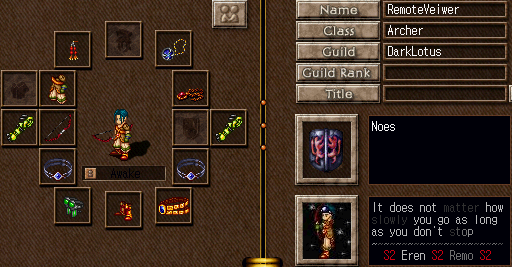 Name RemoteVeiwer
Class Archer
Guild DarkLotus
Guild Rank
Title
Noes
Awake
It does not matter how
slowly you go as long
as you don't stop
~~~~~~~~~~~~~~~~~~~~~~
S2 Eren S2 Remo S2